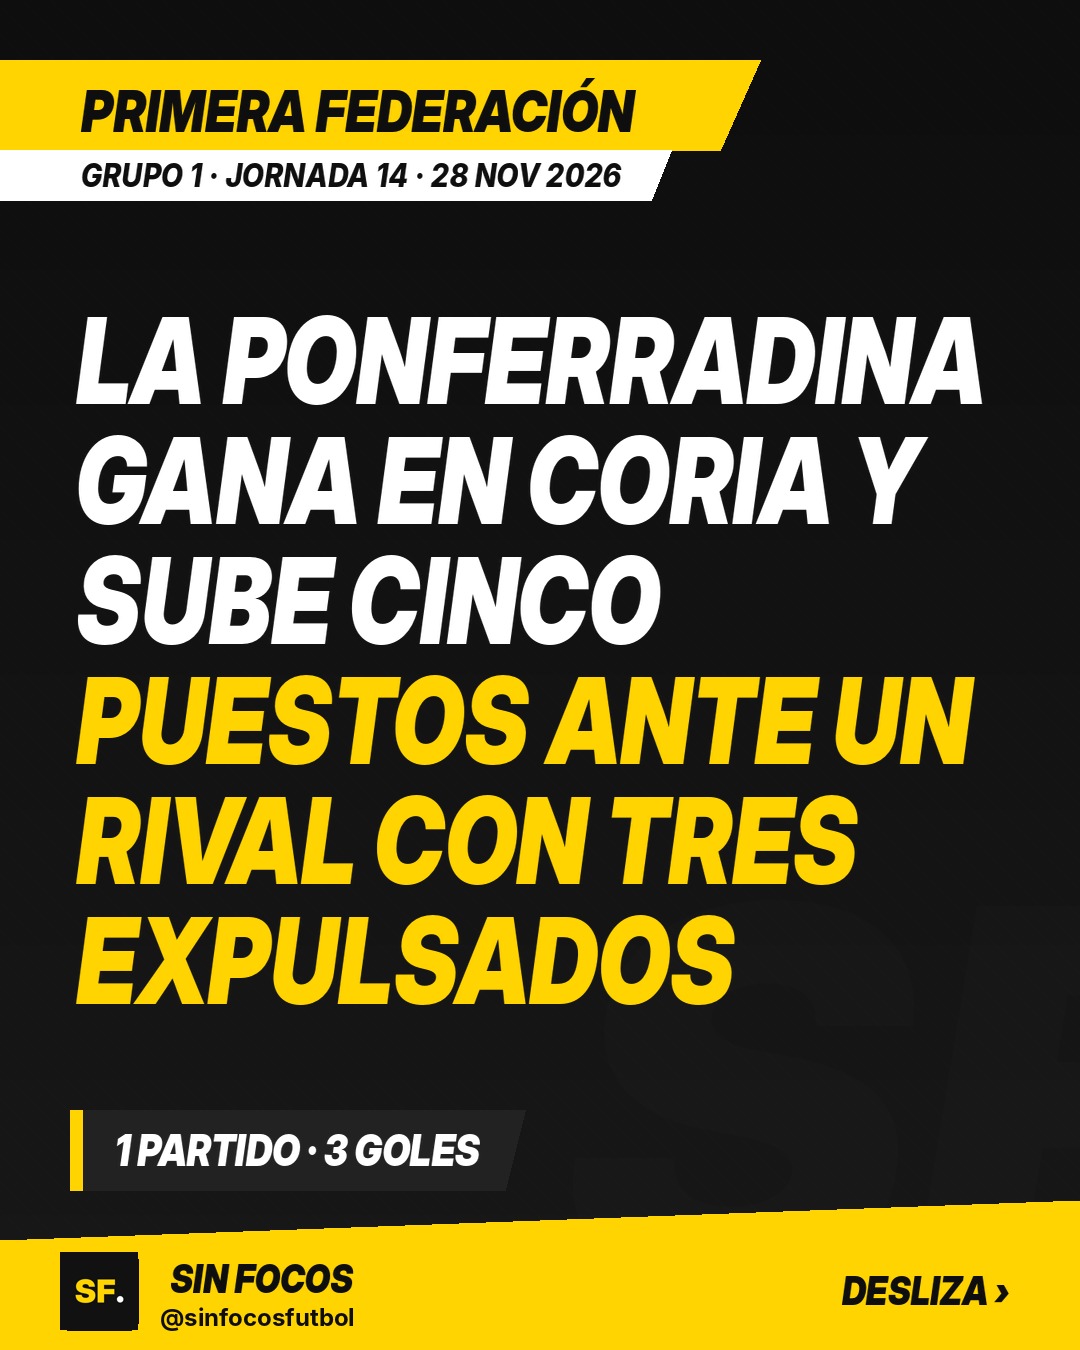 PRIMERA FEDERACIÓN
GRUPO 1 · JORNADA 14 · 28 NOV 2026
LA PONFERRADINA
GANA EN CORIA Y
SUBE CINCO
PUESTOS ANTE UN
RIVAL CON TRES
EXPULSADOS
1 PARTIDO · 3 GOLES
SF.
SIN FOCOS
@sinfocosfutbol
DESLIZA ›